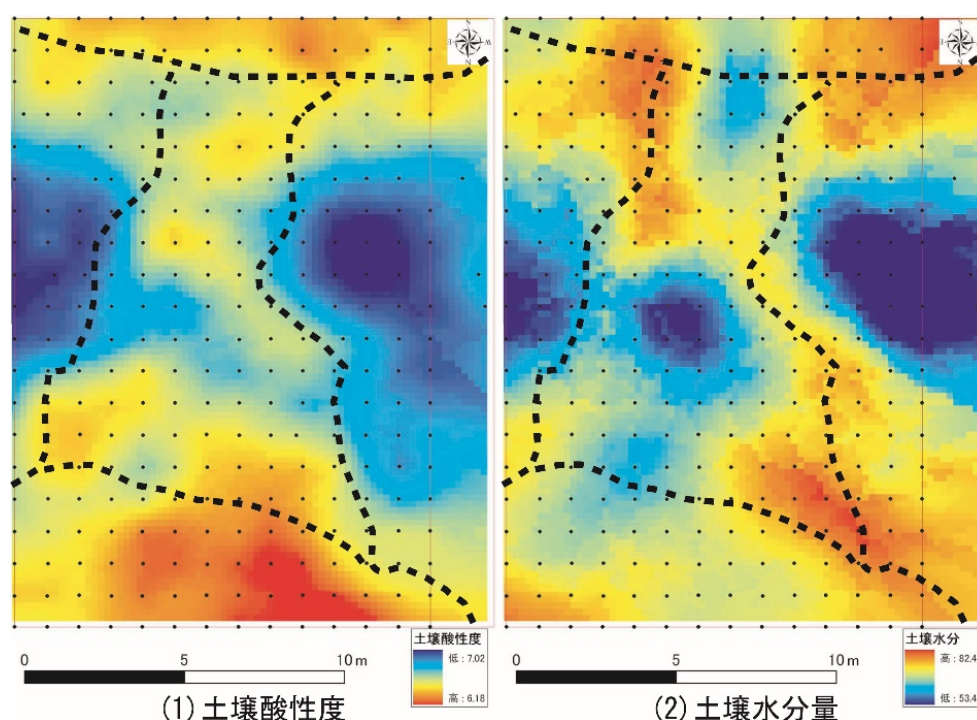 土壌酸性度
低：7.02
高：6.18
0 5 10 m
(1) 土壌酸性度
土壌水分
高：82.4
低：53.4
0 5 10 m
(2) 土壌水分量